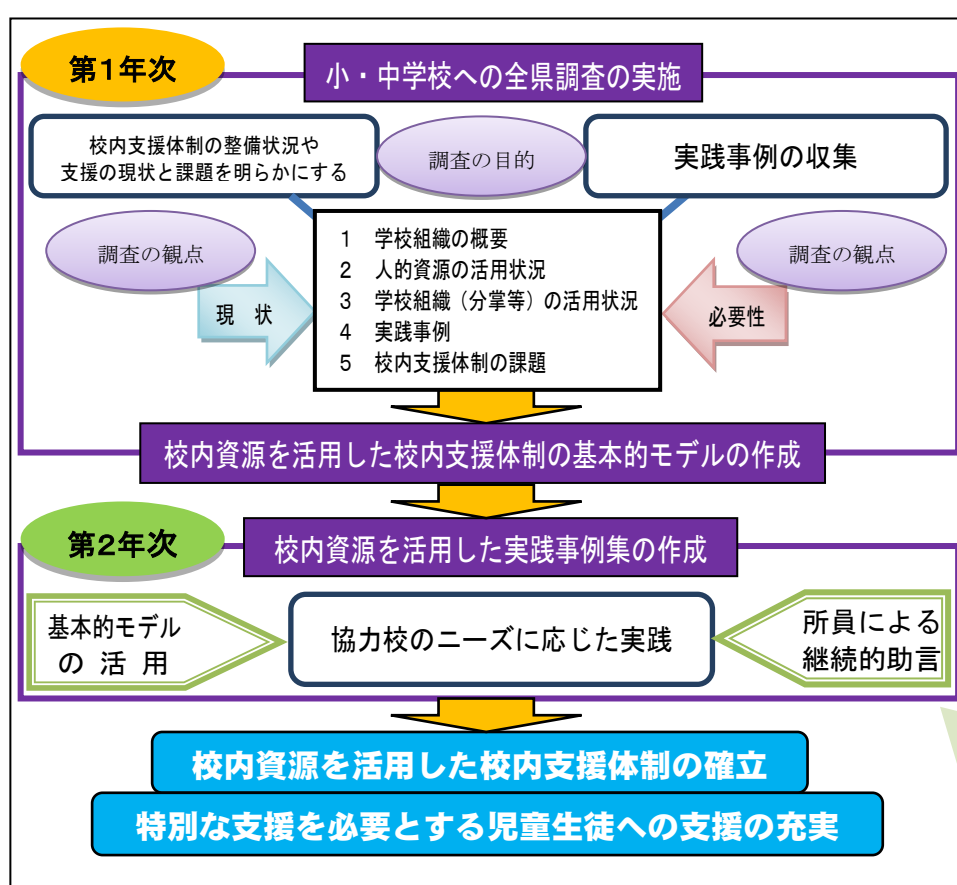 第1年次
小・中学校への全県調査の実施
校内支援体制の整備状況や
支援の現状と課題を明らかにする
調査の目的
実践事例の収集
調査の観点
調査の観点
現 状
1 学校組織の概要
2 人的資源の活用状況
3 学校組織（分掌等）の活用状況
4 実践事例
5 校内支援体制の課題
必要性
校内資源を活用した校内支援体制の基本的モデルの作成
第2年次
校内資源を活用した実践事例集の作成
基本的モデル
の 活 用
協力校のニーズに応じた実践
所員による
継続的助言
校内資源を活用した校内支援体制の確立
特別な支援を必要とする児童生徒への支援の充実